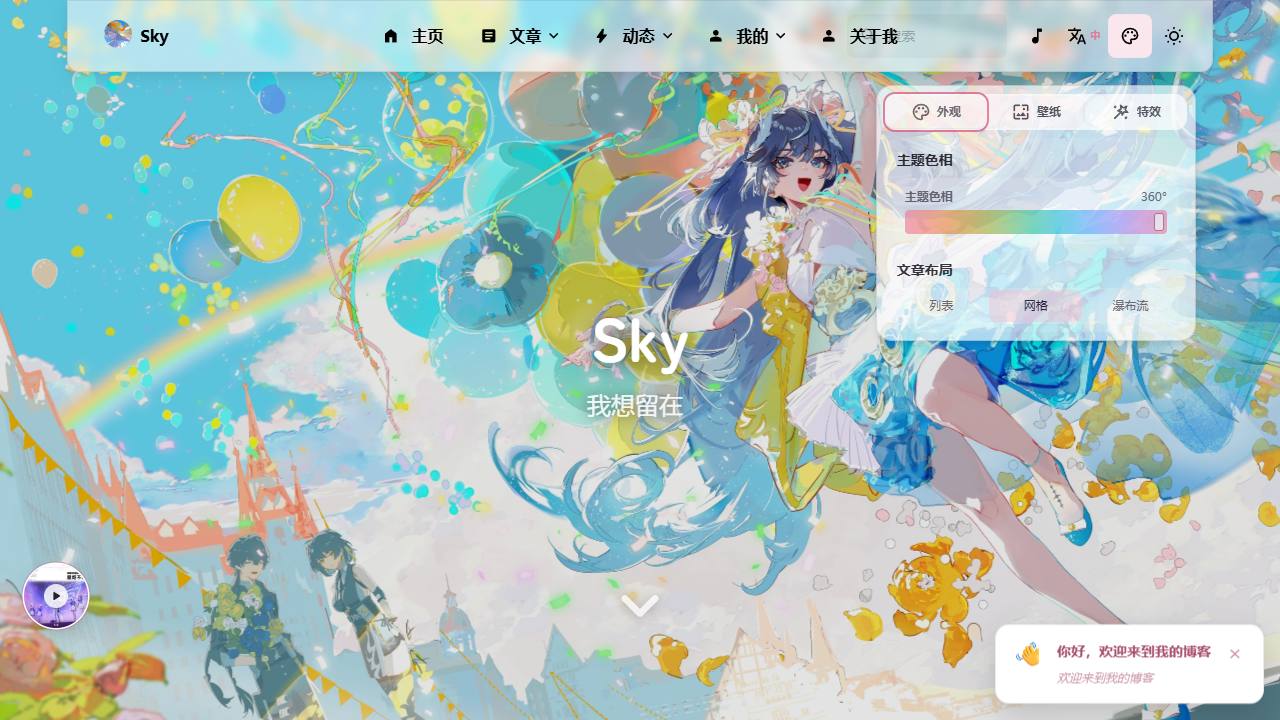 Sky
主页
文章
动态
我的
关于我
索
中
外观
壁纸
特效
主题色相
主题色相
360°
文章布局
列表
网格
瀑布流
Sky
我想留在
你好，欢迎来到我的博客
欢迎来到我的博客